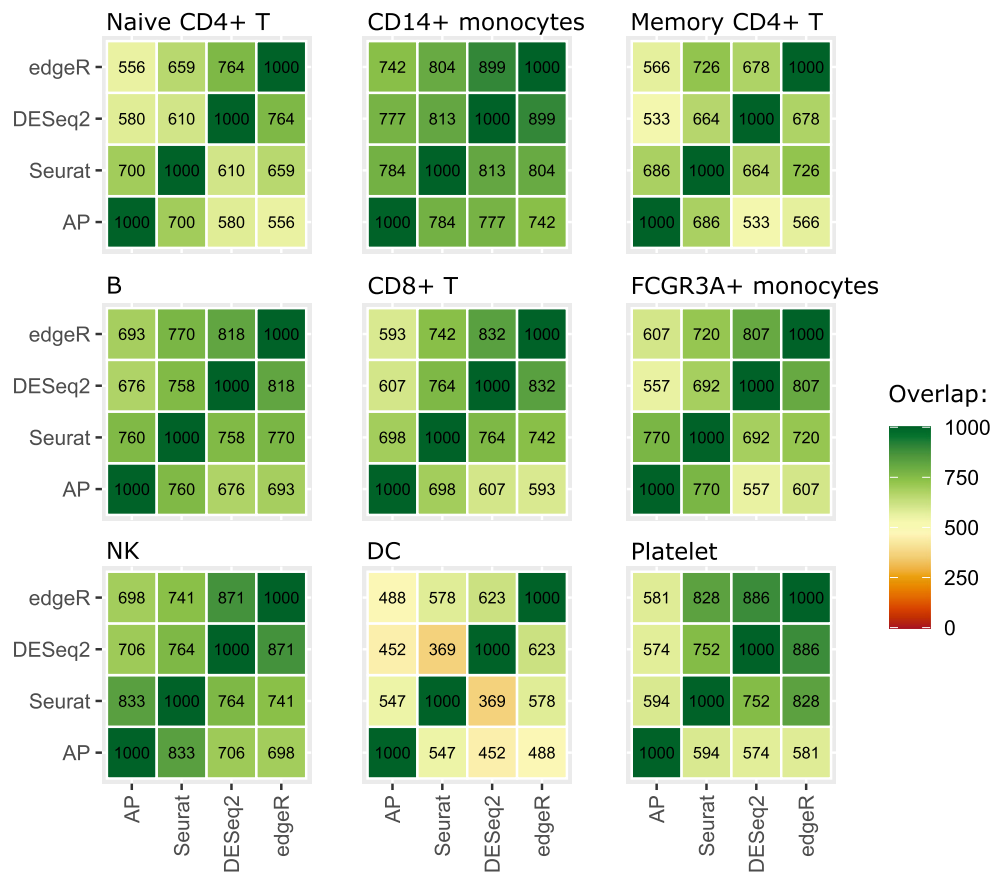 Naive CD4+ T CD14+ monocytes Memory CD4+ T
edgeR 556 659 764 1000 742 804 899 1000 566 726 678 1000
DESeq2 580 610 1000 764 777 813 1000 899 533 664 1000 678
Seurat 700 1000 610 659 784 1000 813 804 686 1000 664 726
AP 1000 700 580 556 1000 784 777 742 1000 686 533 566
B CD8+ T FCGR3A+ monocytes
edgeR 693 770 818 1000 593 742 832 1000 607 720 807 1000
DESeq2 676 758 1000 818 607 764 1000 832 557 692 1000 807
Seurat 760 1000 758 770 698 1000 764 742 770 1000 692 720
AP 1000 760 676 693 1000 698 607 593 1000 770 557 607
NK DC Platelet
edgeR 698 741 871 1000 488 578 623 1000 581 828 886 1000
DESeq2 706 764 1000 871 452 369 1000 623 574 752 1000 886
Seurat 833 1000 764 741 547 1000 369 578 594 1000 752 828
AP 1000 833 706 698 1000 547 452 488 1000 594 574 581
AP Seurat DESeq2 edgeR AP Seurat DESeq2 edgeR AP Seurat DESeq2 edgeR
Overlap:
1000
750
500
250
0